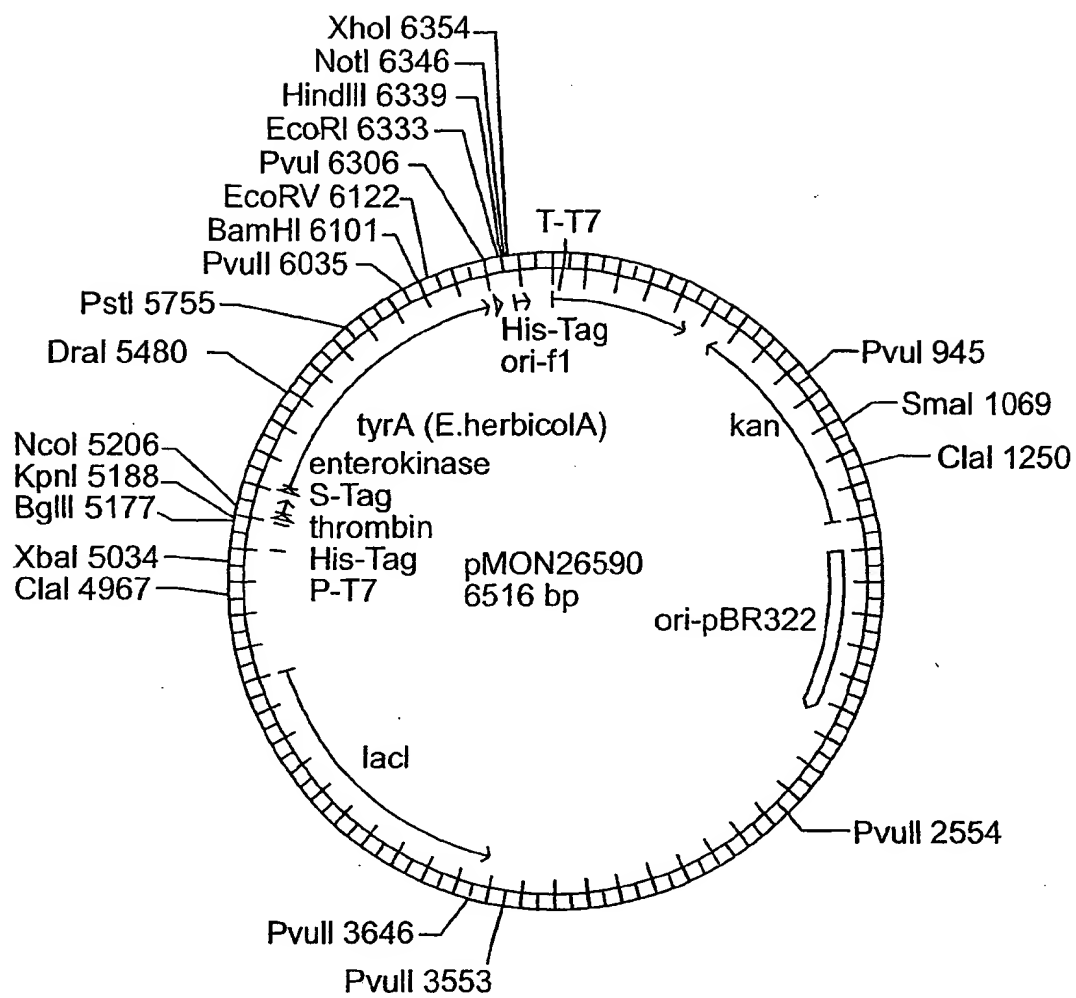 XhoI 6354
NotI 6346
HindIII 6339
EcoRI 6333
PvuI 6306
EcoRV 6122
BamHI 6101
PvuII 6035
PstI 5755
DraI 5480
NcoI 5206
KpnI 5188
BglII 5177
XbaI 5034
ClaI 4967
T-T7
His-Tag
ori-f1
PvuI 945
SmaI 1069
ClaI 1250
kan
tyrA (E.herbicolA)
enterokinase
S-Tag
thrombin
His-Tag
P-T7
pMON26590
6516 bp
ori-pBR322
lacI
PvuII 2554
PvuII 3646
PvuII 3553